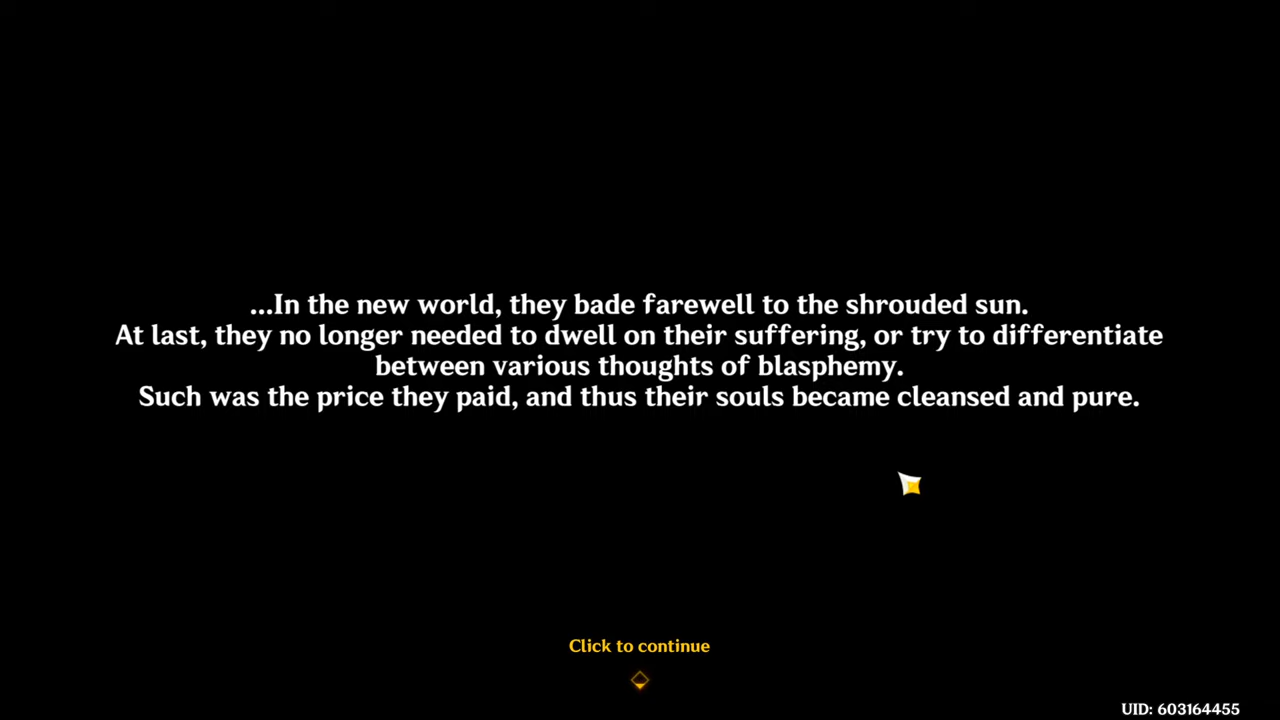 ...In the new world, they bade farewell to the shrouded sun.
At last, they no longer needed to dwell on their suffering, or try to differentiate
between various thoughts of blasphemy.
Such was the price they paid, and thus their souls became cleansed and pure.
Click to continue
UID: 603164455